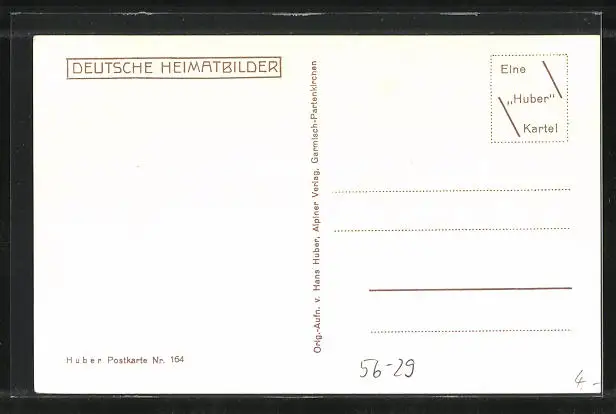 DEUTSCHE HEIMATBILDER
Eine
„Huber"
Karte!
Orig.-Aufn. v. Hans Huber, Alpiner Verlag, Garmisch-Partenkirchen
Huber Postkarte Nr. 164
56-29
4-